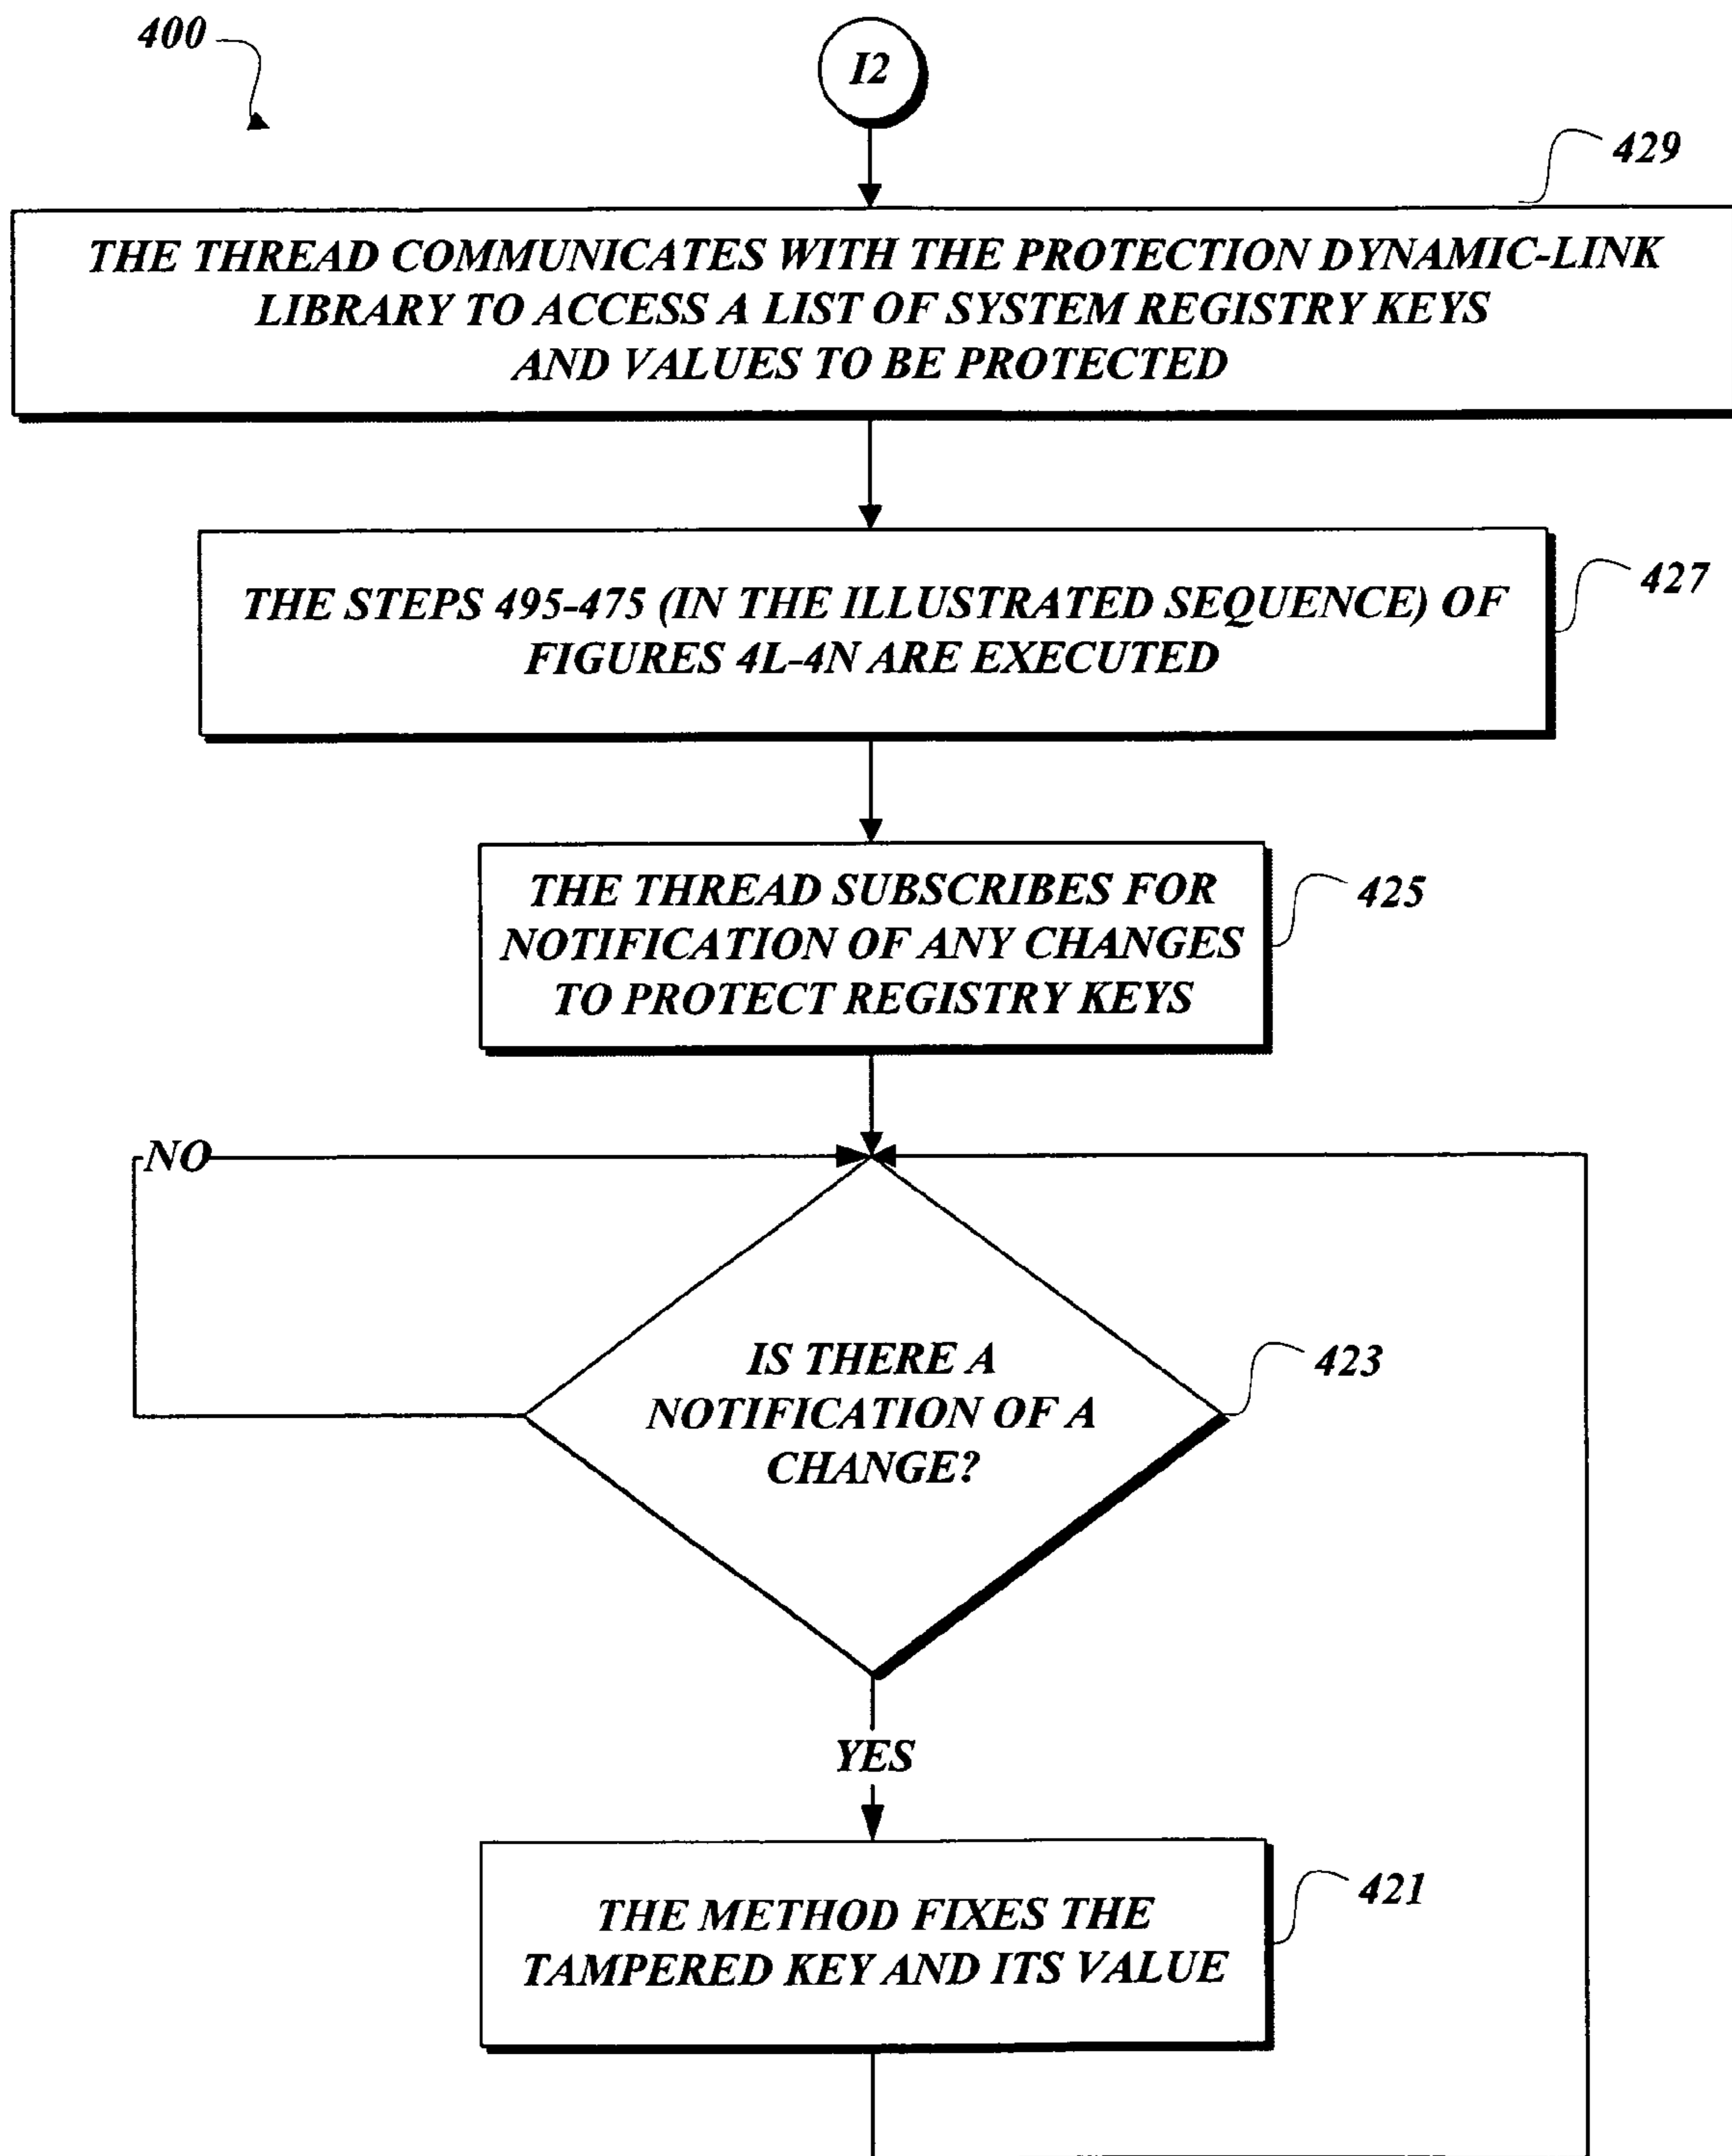 400
I2
429
THE THREAD COMMUNICATES WITH THE PROTECTION DYNAMIC-LINK
LIBRARY TO ACCESS A LIST OF SYSTEM REGISTRY KEYS
AND VALUES TO BE PROTECTED
427
THE STEPS 495-475 (IN THE ILLUSTRATED SEQUENCE) OF
FIGURES 4L-4N ARE EXECUTED
425
THE THREAD SUBSCRIBES FOR
NOTIFICATION OF ANY CHANGES
TO PROTECT REGISTRY KEYS
NO
423
IS THERE A
NOTIFICATION OF A
CHANGE?
YES
421
THE METHOD FIXES THE
TAMPERED KEY AND ITS VALUE